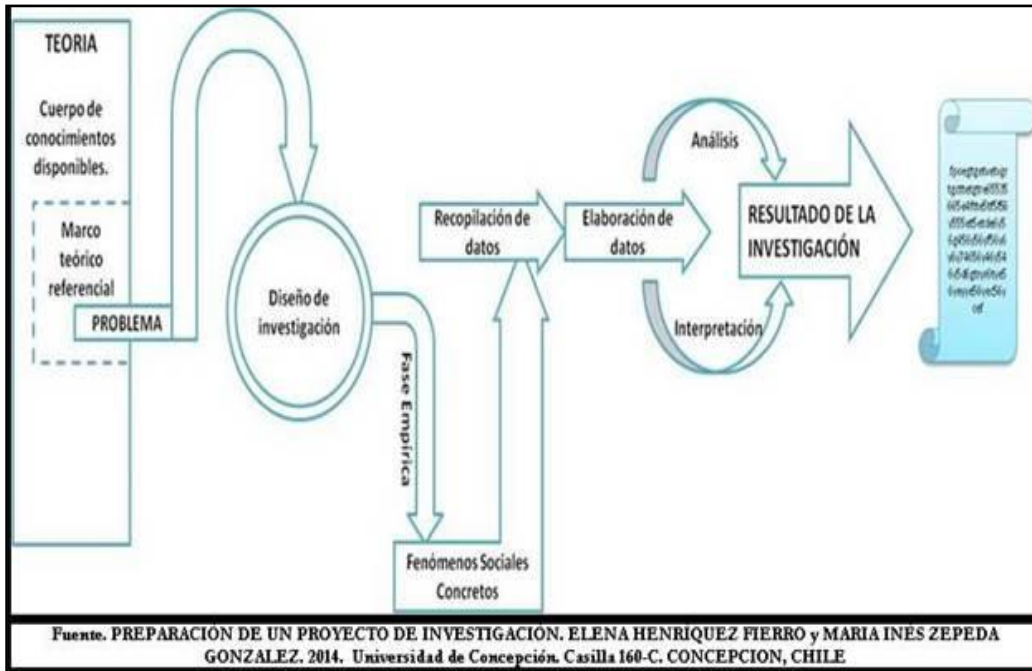 TEORIA
Cuerpo de
conocimientos
disponibles.
Marco
teórico
referencial
PROBLEMA
Diseño de
investigación
Fase Empírica
Fenómenos Sociales
Concretos
Recopilación de
datos
Elaboración de
datos
Análisis
Interpretación
RESULTADO DE LA
INVESTIGACIÓN
Fuente. PREPARACIÓN DE UN PROYECTO DE INVESTIGACIÓN. ELENA HENRÍQUEZ FIERRO y MARIA INÉS ZEPEDA
GONZALEZ. 2014. Universidad de Concepción. Casilla 160-C. CONCEPCION, CHILE